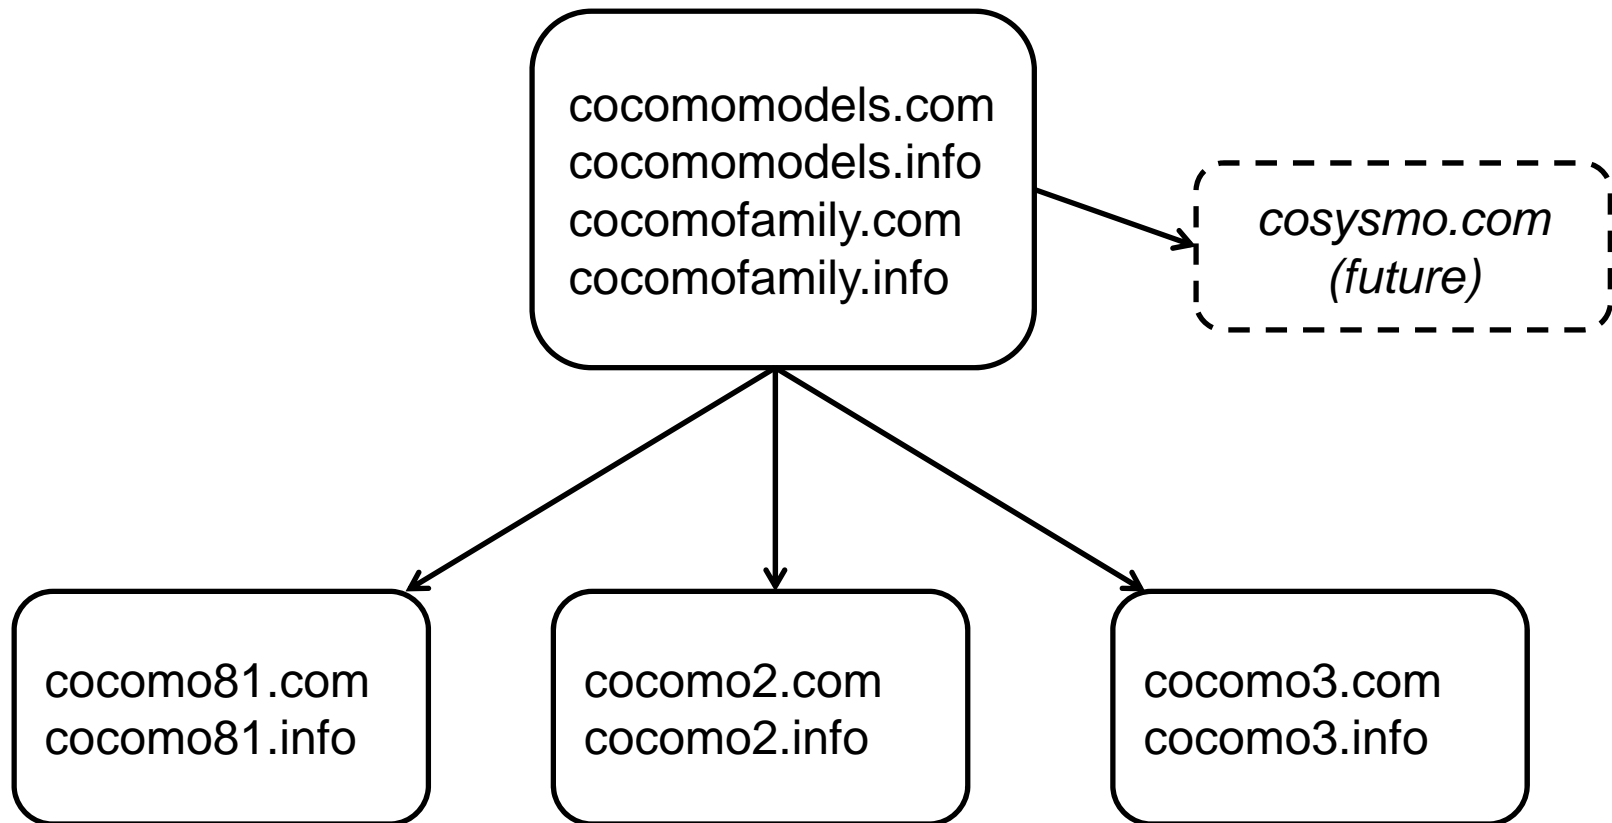 cocomomodels.com
cocomomodels.info
cocomofamily.com
cocomofamily.info
cosysmo.com
(future)
cocomo81.com
cocomo81.info
cocomo2.com
cocomo2.info
cocomo3.com
cocomo3.info